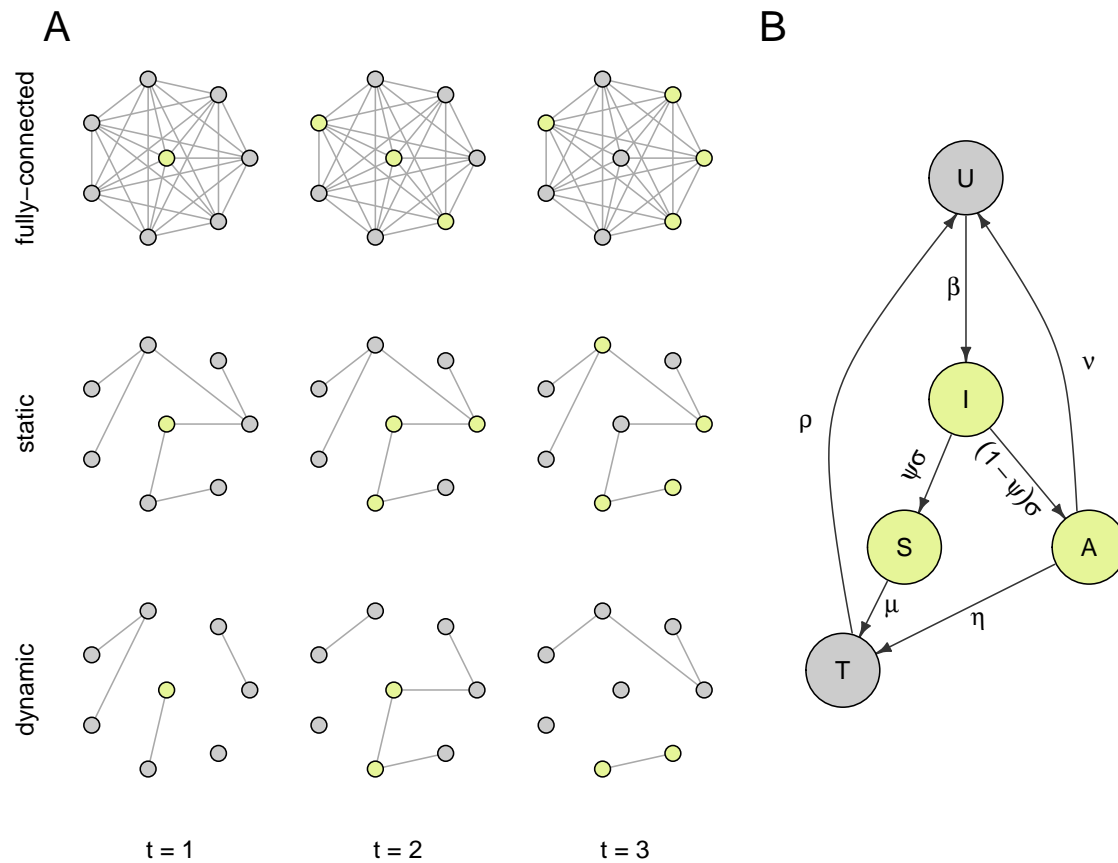 A
B
fully−connected
static
dynamic
t = 1
t = 2
t = 3
U
β
I
ν
ρ
ψσ
(1−ψ)σ
S
A
μ
η
T